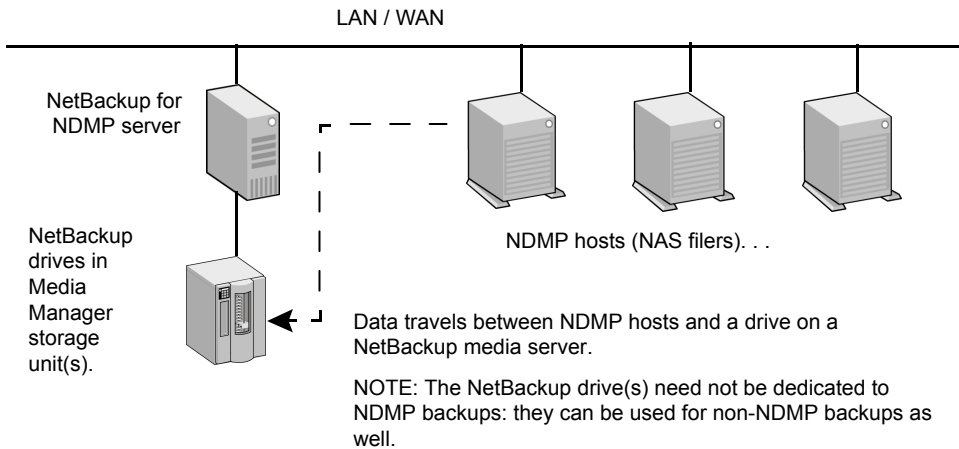 LAN / WAN
NetBackup for
NDMP server
NetBackup
drives in
Media
Manager
storage
unit(s).
NDMP hosts (NAS filers). . .
Data travels between NDMP hosts and a drive on a
NetBackup media server.
NOTE: The NetBackup drive(s) need not be dedicated to
NDMP backups: they can be used for non-NDMP backups as
well.